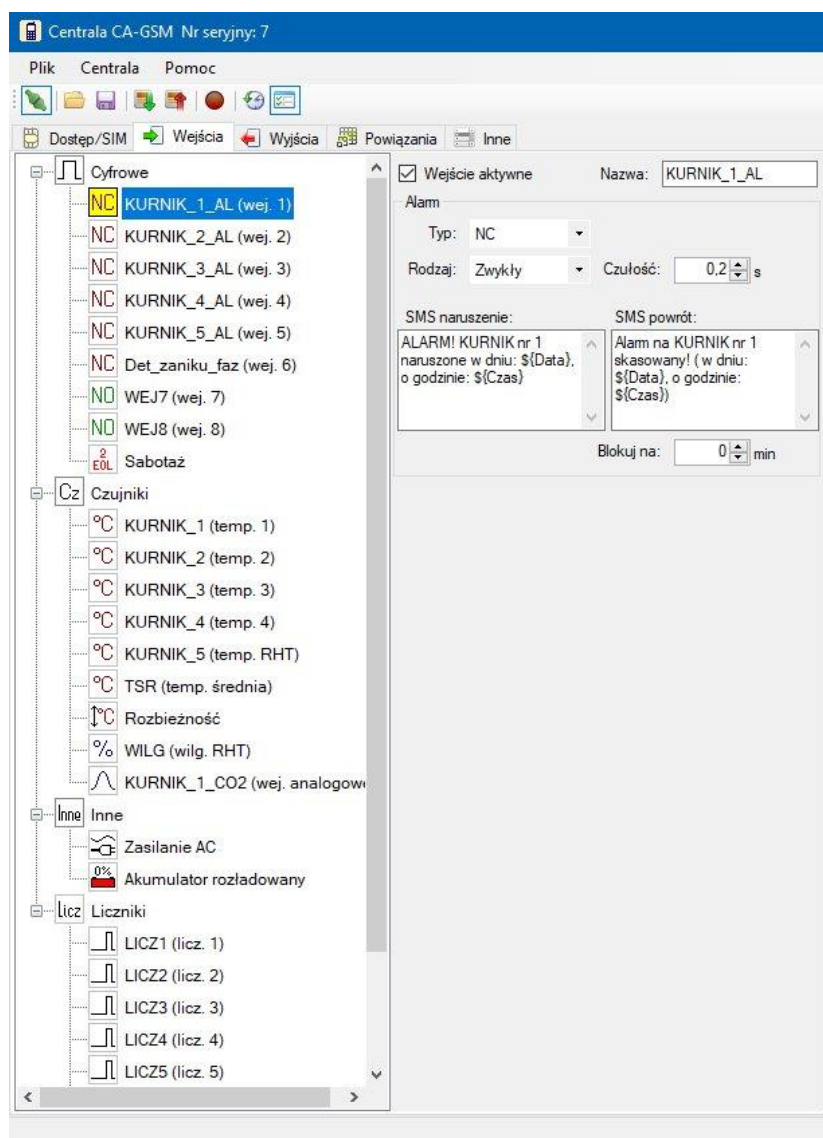 Centrala CA-GSM Nr seryjny: 7
Plik Centrala Pomoc
Dostęp/SIM Wejścia Wyjścia Powiązania Inne
Cyfrowe
NC KURNIK_1_AL (wej. 1)
NC KURNIK_2_AL (wej. 2)
NC KURNIK_3_AL (wej. 3)
NC KURNIK_4_AL (wej. 4)
NC KURNIK_5_AL (wej. 5)
NC Det_zaniku_faz (wej. 6)
NO WEJ7 (wej. 7)
NO WEJ8 (wej. 8)
2 EOL Sabotaż
Cz Czujniki
°C KURNIK_1 (temp. 1)
°C KURNIK_2 (temp. 2)
°C KURNIK_3 (temp. 3)
°C KURNIK_4 (temp. 4)
°C KURNIK_5 (temp. RHT)
°C TSR (temp. średnia)
°C Rozbieżność
% WILG (wilg. RHT)
KURNIK_1_CO2 (wej. analogowe
Inne Inne
Zasilanie AC
0% Akumulator rozładowany
Licz Liczniki
LICZ1 (licz. 1)
LICZ2 (licz. 2)
LICZ3 (licz. 3)
LICZ4 (licz. 4)
LICZ5 (licz. 5)
Wejście aktywne Nazwa: KURNIK_1_AL
Alarm
Typ: NC
Rodzaj: Zwykły Czułość: 0,2 s
SMS naruszenie:
ALARM! KURNIK nr 1
naruszone w dniu: ${Data},
o godzinie: ${Czas}
SMS powrót:
Alarm na KURNIK nr 1
skasowany! ( w dniu:
${Data}, o godzinie:
${Czas})
Blokuj na: 0 min